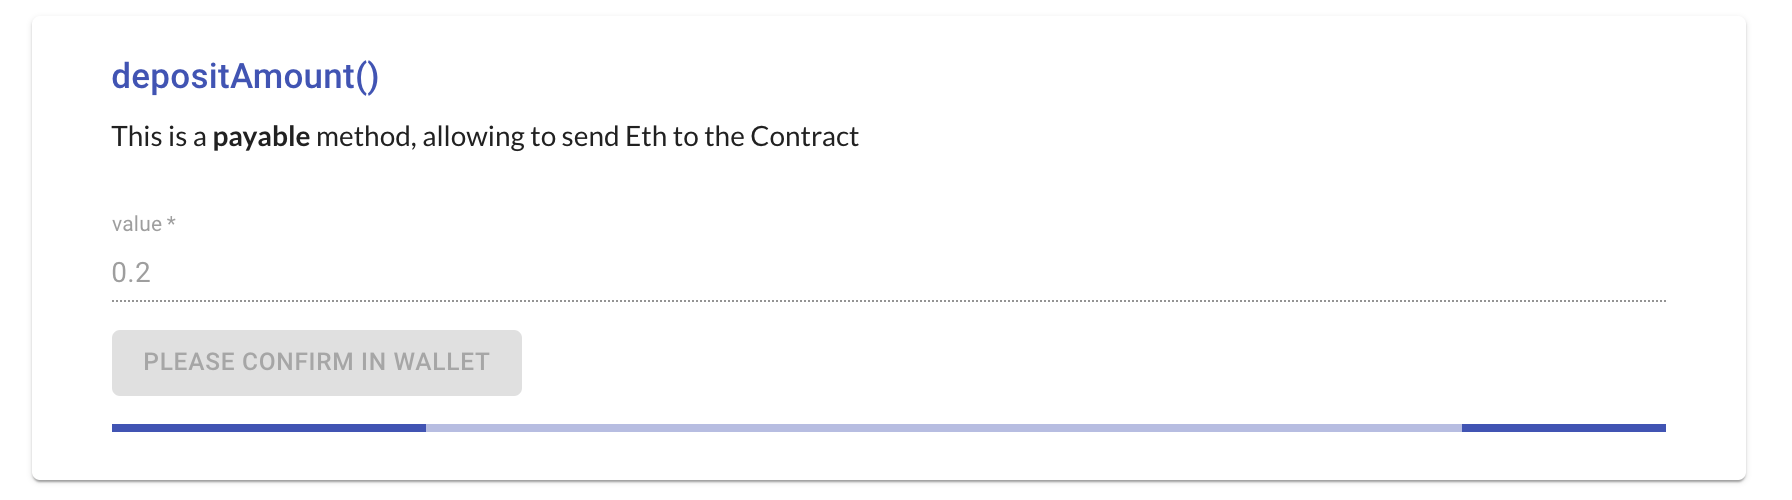 depositAmount()
This is a payable method, allowing to send Eth to the Contract
value *
0.2
PLEASE CONFIRM IN WALLET